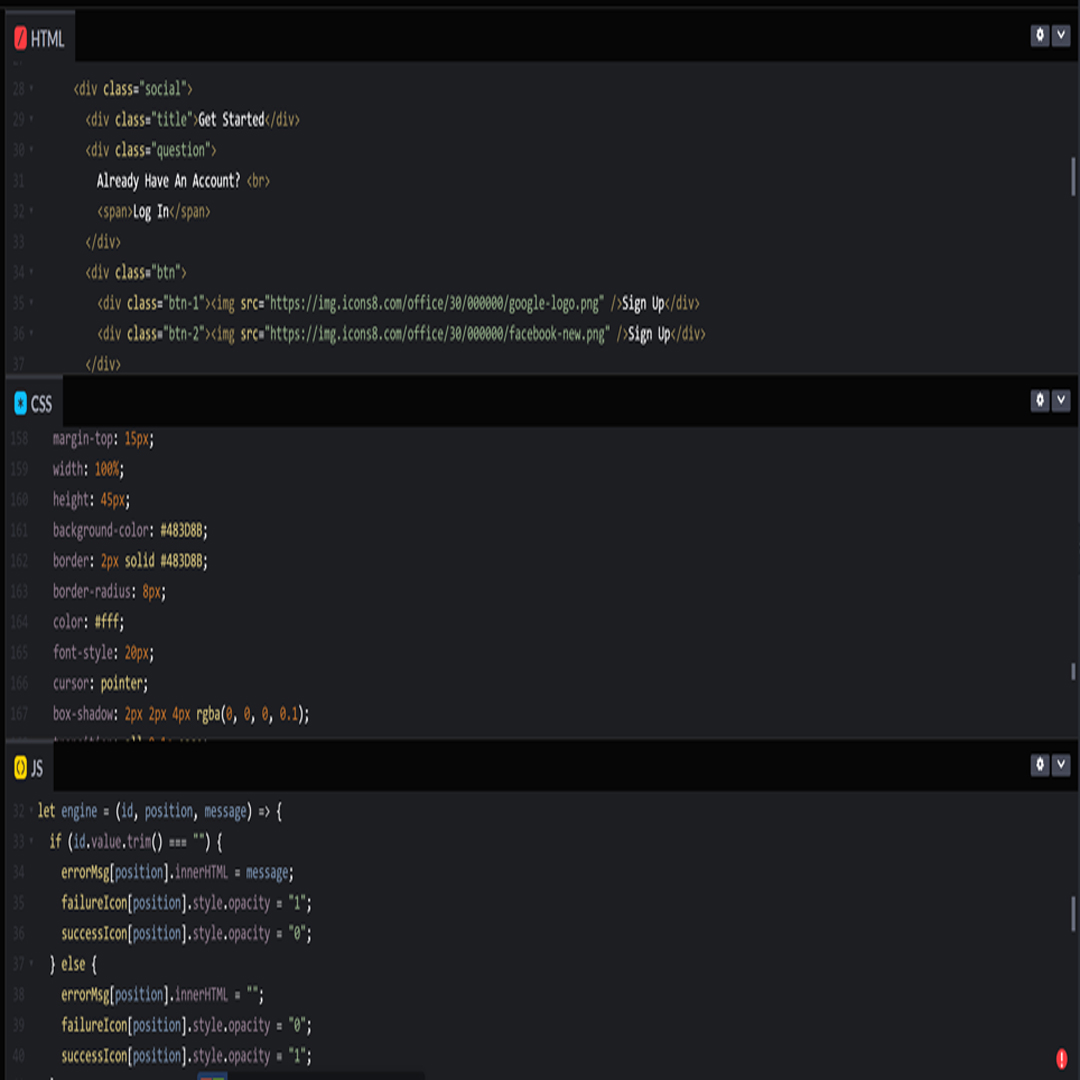 HTML
28 <div class="social">
29 <div class="title">Get Started</div>
30 <div class="question">
31 Already Have An Account? <br>
32 <span>Log In</span>
33 </div>
34 <div class="btn">
35 <div class="btn-1"><img src="https://img.icons8.com/office/30/000000/google-logo.png" />Sign Up</div>
36 <div class="btn-2"><img src="https://img.icons8.com/office/30/000000/facebook-new.png" />Sign Up</div>
37 </div>
CSS
158 margin-top: 15px;
159 width: 100%;
160 height: 45px;
161 background-color: #483D8B;
162 border: 2px solid #483D8B;
163 border-radius: 8px;
164 color: #fff;
165 font-style: 20px;
166 cursor: pointer;
167 box-shadow: 2px 2px 4px rgba(0, 0, 0, 0.1);
JS
32 let engine = (id, position, message) => {
33 if (id.value.trim() === "") {
34 errorMsg[position].innerHTML = message;
35 failureIcon[position].style.opacity = "1";
36 successIcon[position].style.opacity = "0";
37 } else {
38 errorMsg[position].innerHTML = "";
39 failureIcon[position].style.opacity = "0";
40 successIcon[position].style.opacity = "1";